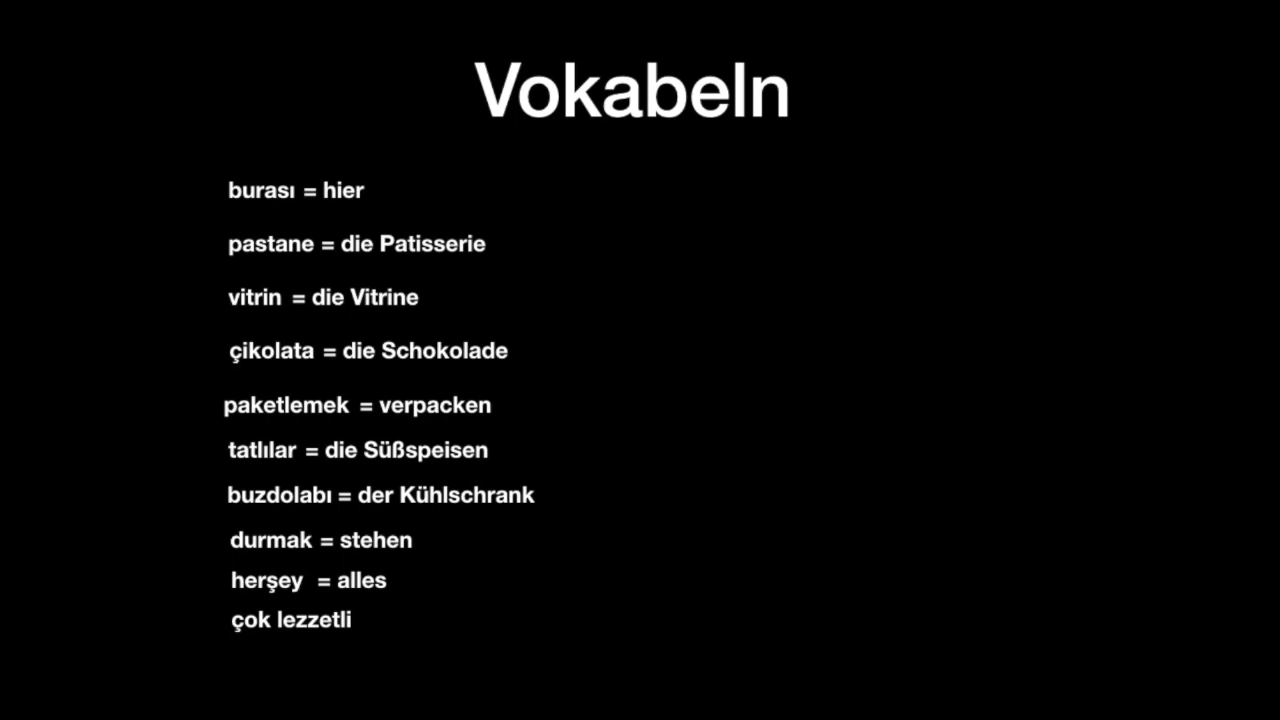 Vokabeln
burası = hier
pastane = die Patisserie
vitrin = die Vitrine
çikolata = die Schokolade
paketlemek = verpacken
tatlılar = die Süßspeisen
buzdolabı = der Kühlschrank
durmak = stehen
herşey = alles
çok lezzetli